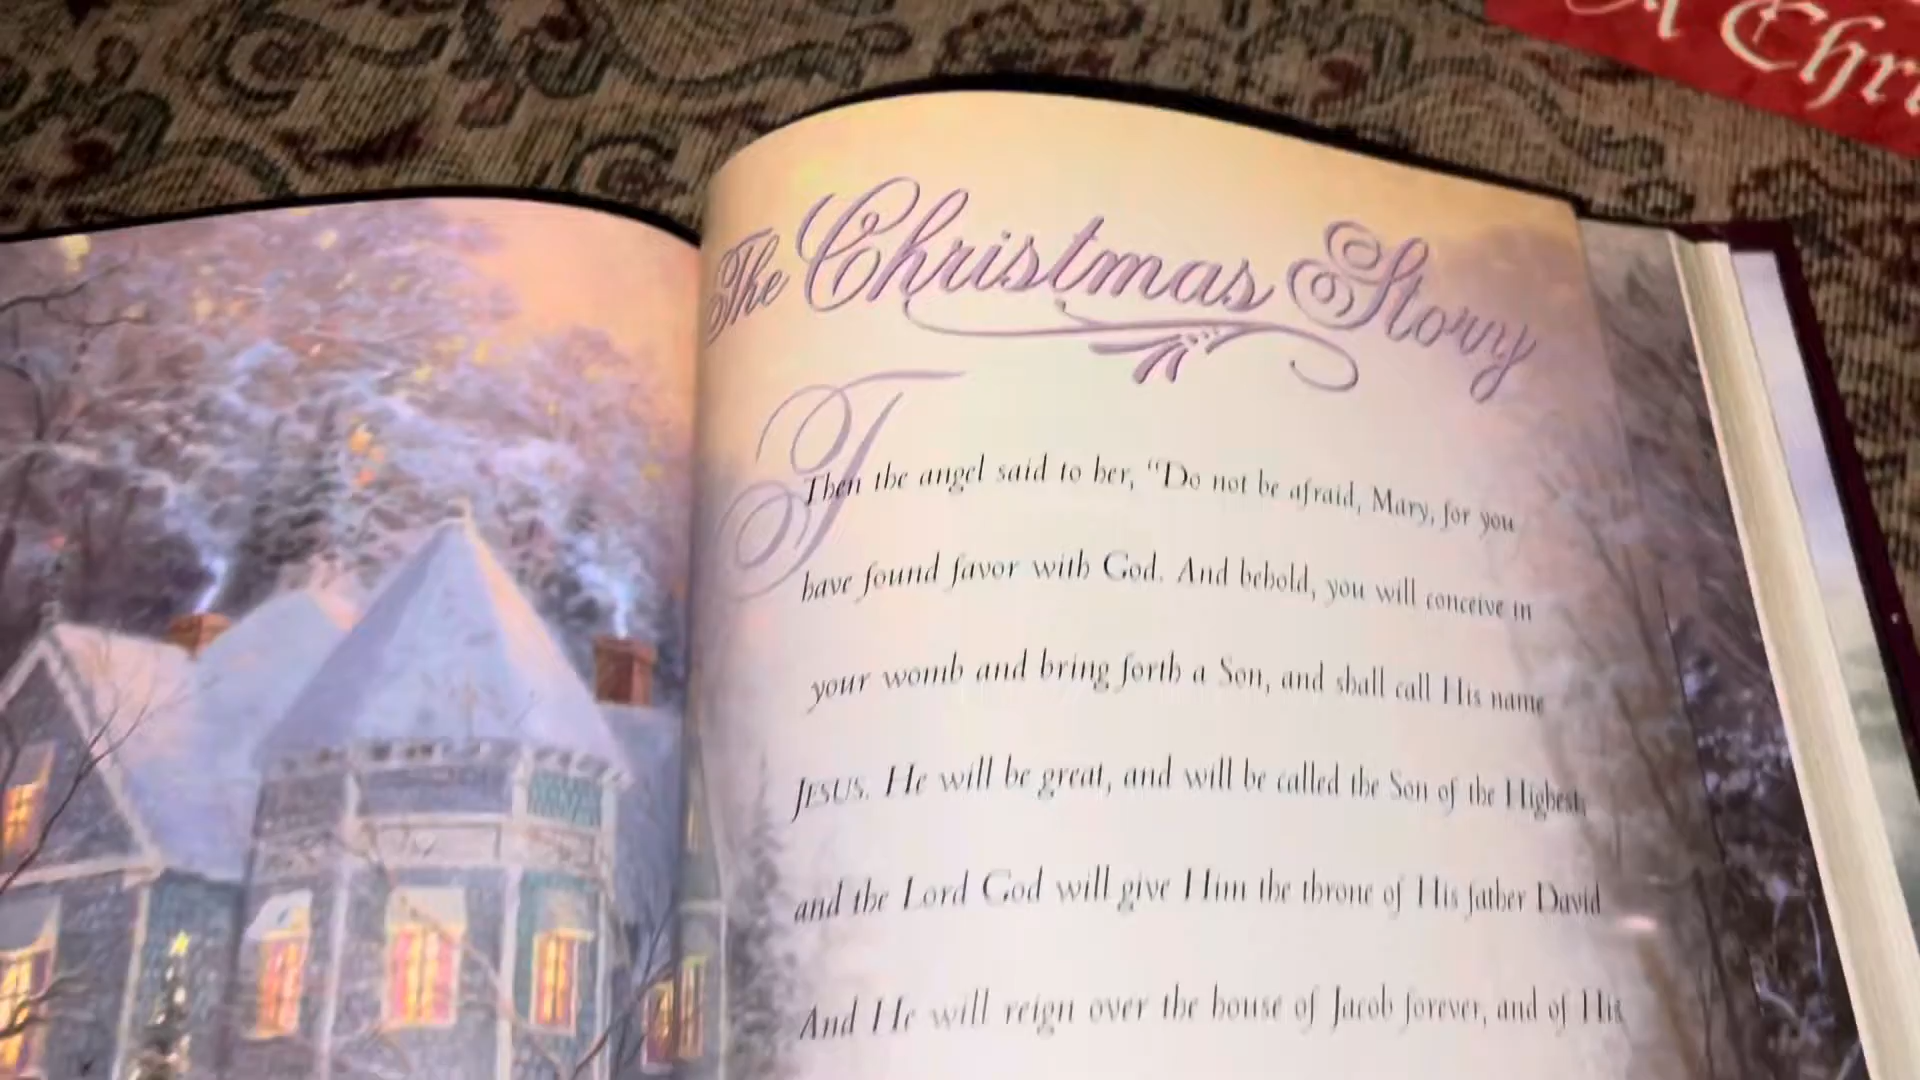 A Chri
The Christmas Story
Then the angel said to her, “Do not be afraid, Mary, for you
have found favor with God. And behold, you will conceive in
your womb and bring forth a Son, and shall call His name
JESUS. He will be great, and will be called the Son of the Highest;
and the Lord God will give Him the throne of His father David
And He will reign over the house of Jacob forever, and of His